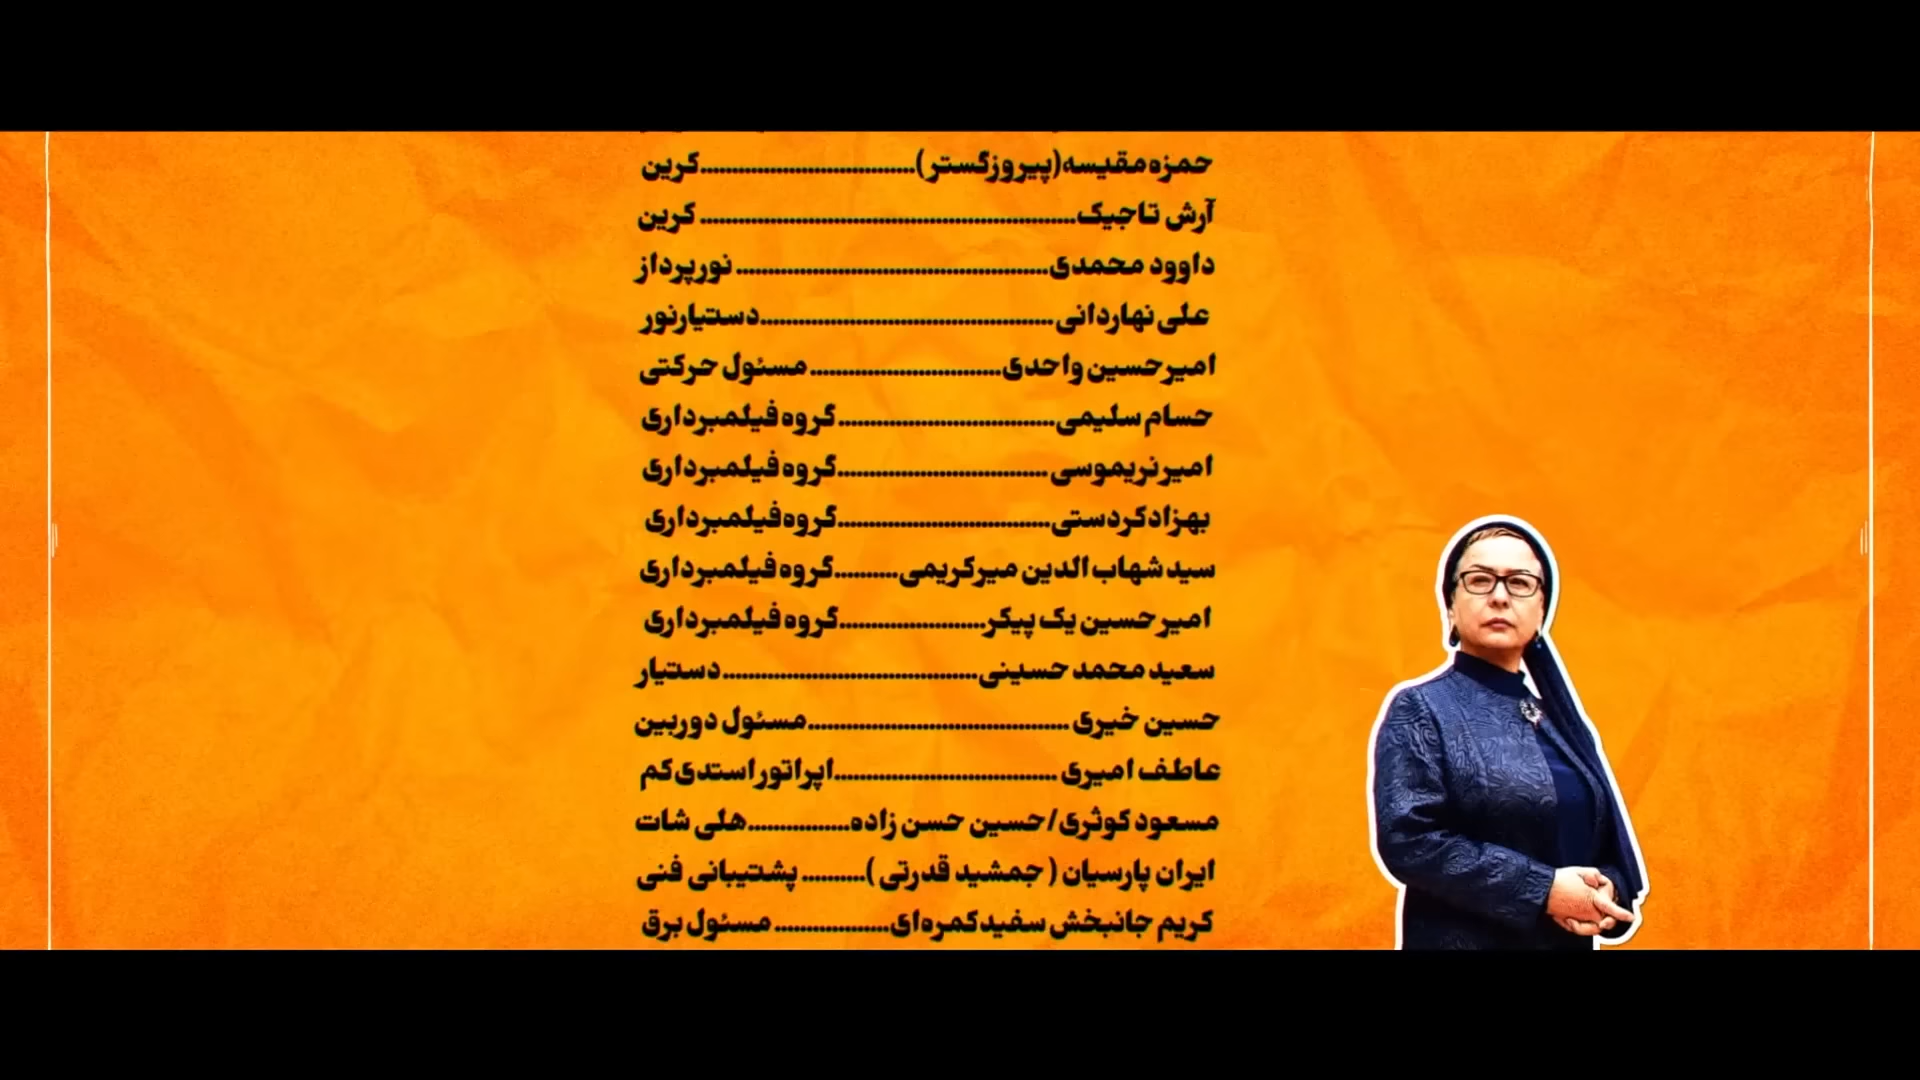 حمزه مقیسه(پیروزگستر)..................................کرین
آرش تاجیک............................................................ کرین
داوود محمدی.................................................. نورپرداز
علی نهاردانی...............................................دستیارنور
امیرحسین واحدی............................... مسئول حرکتی
حسام سلیمی...................................گروه فیلمبرداری
امیرنریموسی ..................................گروه فیلمبرداری
بهزادکردستی..................................گروه فیلمبرداری
سید شهاب الدین میرکریمی..........گروه فیلمبرداری
امیرحسین یک پیکر.......................گروه فیلمبرداری
سعید محمد حسینی.........................................دستیار
حسین خیری ..........................................مسئول دوربین
عاطف امیری ....................................اپراتور استدی کم
مسعود کوثری/حسین حسن زاده................هلی شات
ایران پارسیان ( جمشید قدرتی ).......... پشتیبانی فنی
کریم جانبخش سفیدکمره ای.................. مسئول برق